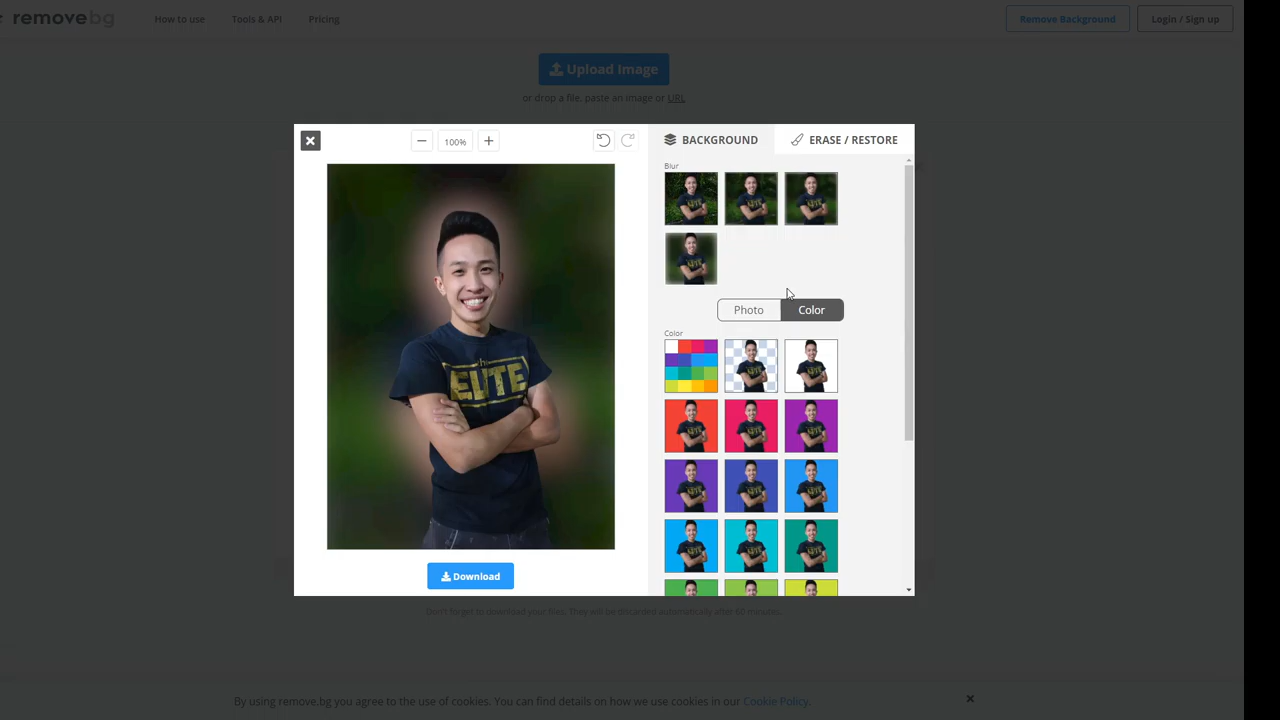 removebg
How to use
Tools & API
Pricing
Remove Background
Login / Sign up
Upload Image
or drop a file, paste an image or URL
100%
BACKGROUND
ERASE / RESTORE
Blur
ELITE
Photo
Color
Color
Download
Don't forget to download your files. They will be discarded automatically after 60 minutes.
By using remove.bg you agree to the use of cookies. You can find details on how we use cookies in our Cookie Policy.